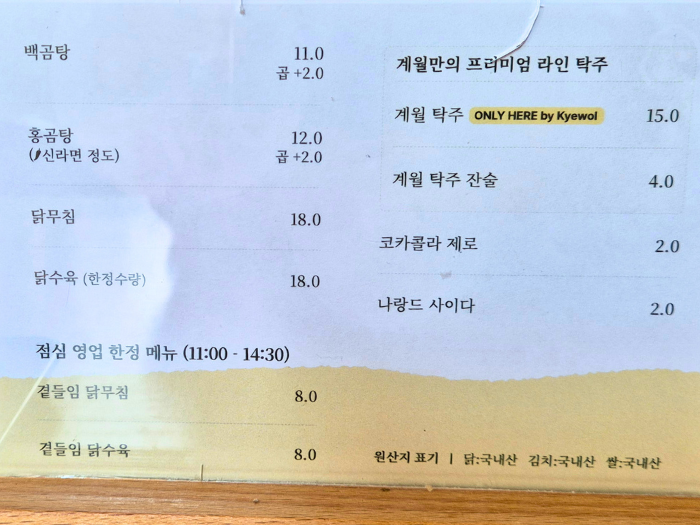 백곰탕 11.0
곱 +2.0
홍곰탕 12.0
(신라면 정도) 곱 +2.0
닭무침 18.0
닭수육 (한정수량) 18.0
점심 영업 한정 메뉴 (11:00 - 14:30)
곁들임 닭무침 8.0
곁들임 닭수육 8.0
계월만의 프리미엄 라인 탁주
계월 탁주 ONLY HERE by Kyewol 15.0
계월 탁주 잔술 4.0
코카콜라 제로 2.0
나랑드 사이다 2.0
원산지 표기 | 닭:국내산 김치:국내산 쌀:국내산